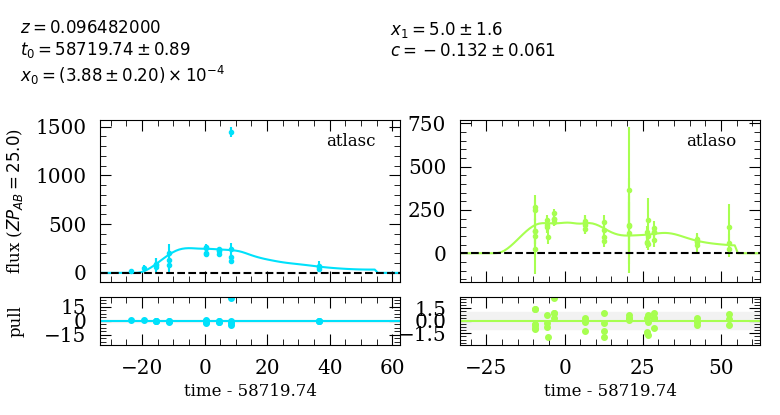 z = 0.096482000
t0 = 58719.74 ± 0.89
x0 = (3.88 ± 0.20) × 10^−4
x1 = 5.0 ± 1.6
c = −0.132 ± 0.061
flux (ZP_AB = 25.0)
1500
1000
500
0
atlasc
750
500
250
0
atlaso
pull
15
0
−15
1.5
0.0
−1.5
−20 0 20 40 60
−25 0 25 50
time - 58719.74
time - 58719.74